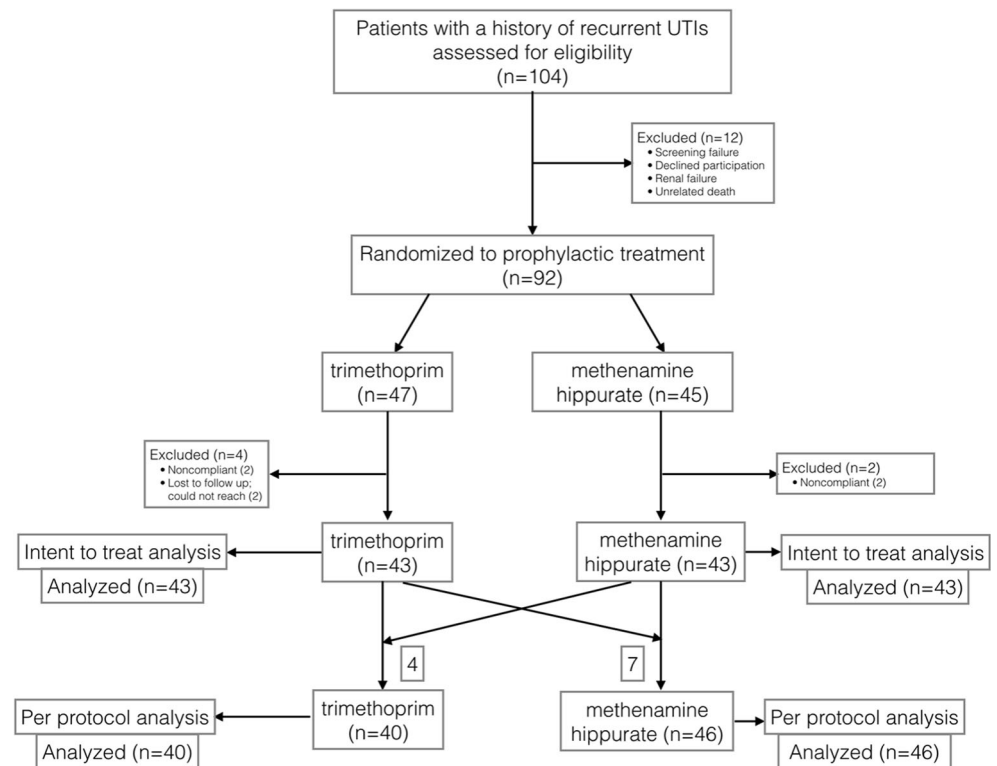 Patients with a history of recurrent UTIs
assessed for eligibility
(n=104)
Excluded (n=12)
• Screening failure
• Declined participation
• Renal failure
• Unrelated death
Randomized to prophylactic treatment
(n=92)
trimethoprim
(n=47)
methenamine
hippurate (n=45)
Excluded (n=4)
• Noncompliant (2)
• Lost to follow up;
could not reach (2)
Excluded (n=2)
• Noncompliant (2)
Intent to treat analysis
Analyzed (n=43)
trimethoprim
(n=43)
methenamine
hippurate (n=43)
Intent to treat analysis
Analyzed (n=43)
4
7
Per protocol analysis
Analyzed (n=40)
trimethoprim
(n=40)
methenamine
hippurate (n=46)
Per protocol analysis
Analyzed (n=46)